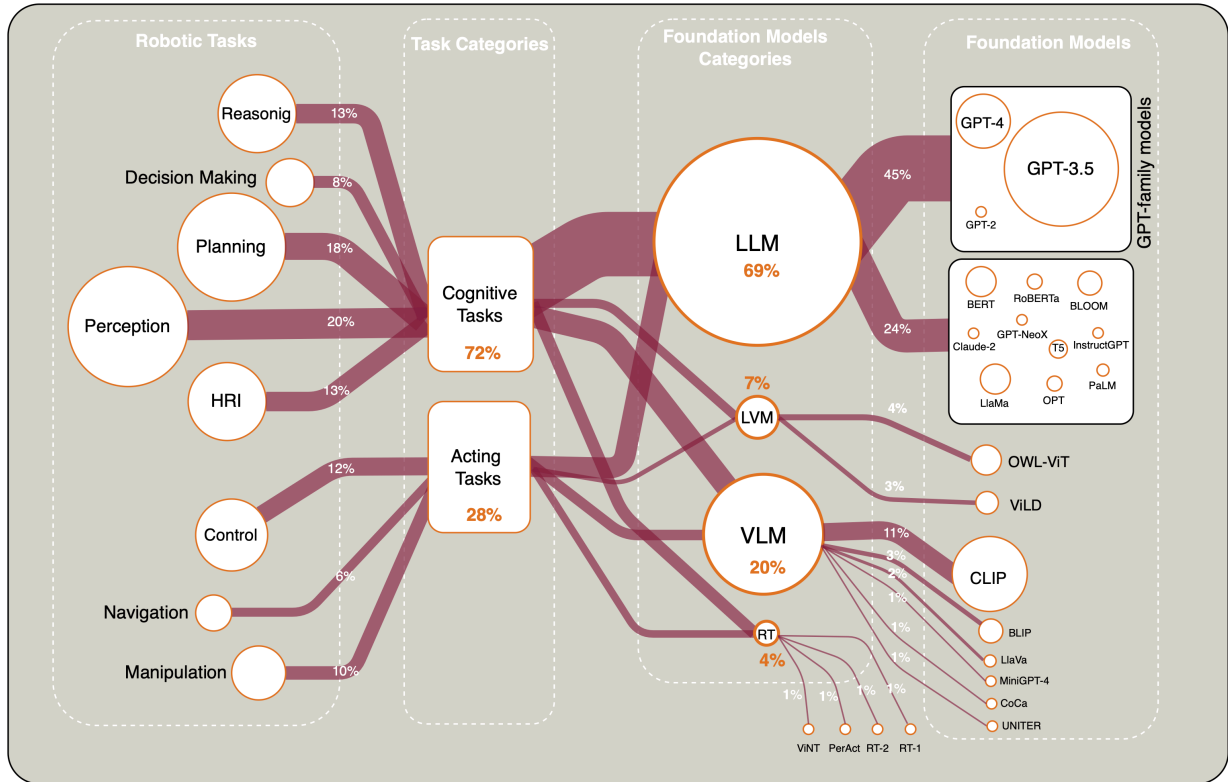 Robotic Tasks
Task Categories
Foundation Models
Categories
Foundation Models
Reasonig
13%
Decision Making
8%
Planning
18%
Perception
20%
HRI
13%
Control
12%
Navigation
6%
Manipulation
10%
Cognitive
Tasks
72%
Acting
Tasks
28%
LLM
69%
7%
LVM
VLM
20%
RT
4%
45%
24%
4%
3%
11%
3%
2%
1%
1%
1%
1%
1%
1%
1%
GPT-family models
GPT-4
GPT-3.5
GPT-2
BERT
RoBERTa
BLOOM
Claude-2
GPT-NeoX
T5
InstructGPT
LlaMa
OPT
PaLM
OWL-ViT
ViLD
CLIP
BLIP
LlaVa
MiniGPT-4
CoCa
UNITER
ViNT
PerAct
RT-2
RT-1